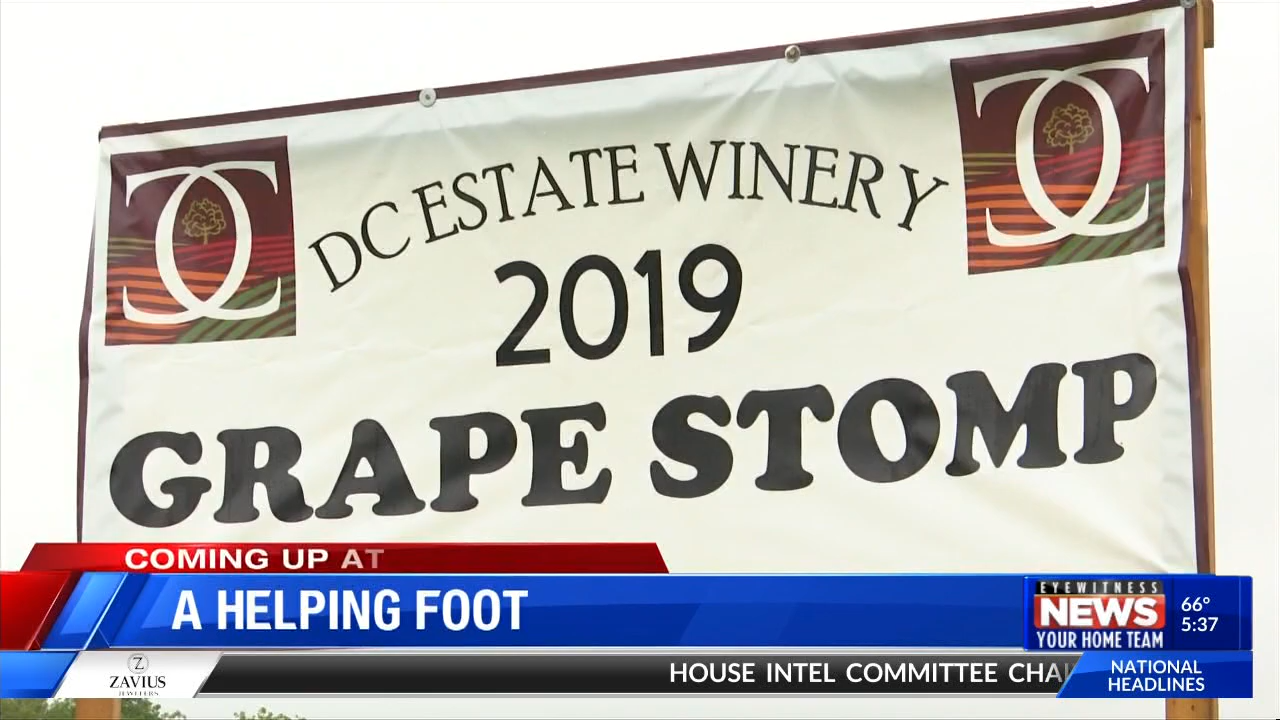 DC ESTATE WINERY
2019
GRAPE STOMP
COMING UP AT
A HELPING FOOT
EYEWITNESS
NEWS
YOUR HOME TEAM
66°
5:37
Z
ZAVIUS
JEWELERS
HOUSE INTEL COMMITTEE CHAI
NATIONAL
HEADLINES